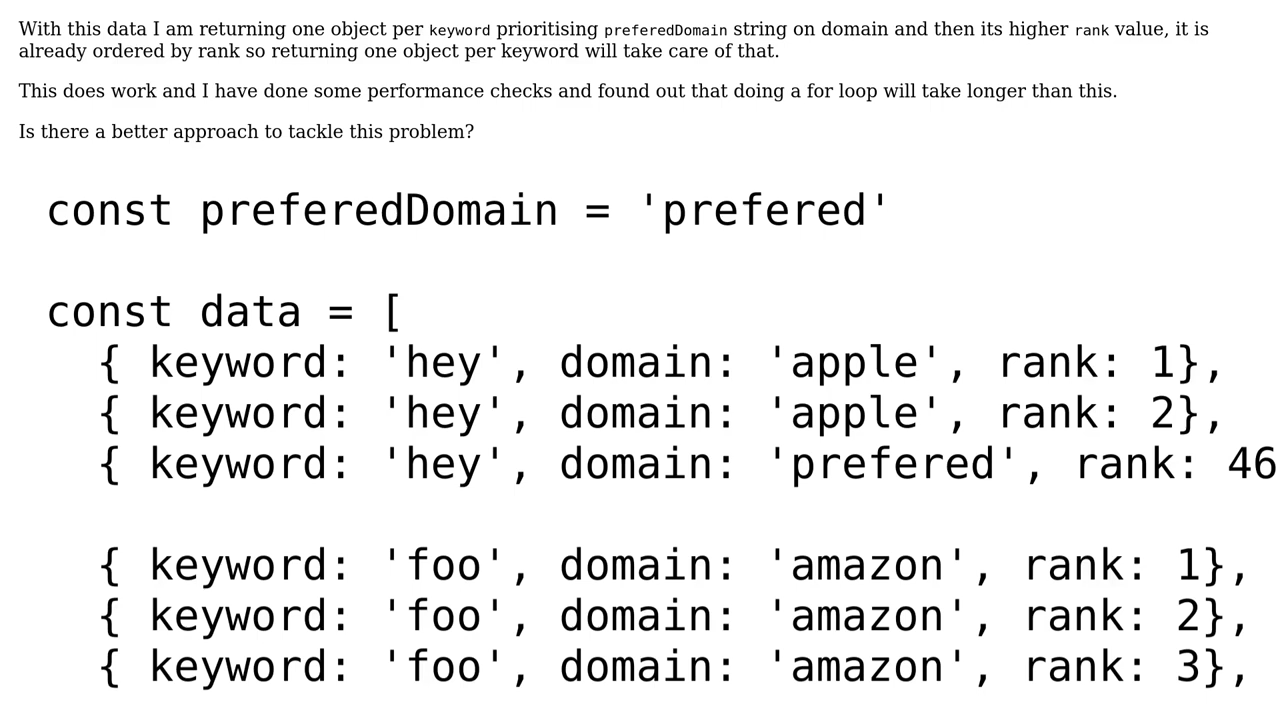 With this data I am returning one object per keyword prioritising preferedDomain string on domain and then its higher rank value, it is
already ordered by rank so returning one object per keyword will take care of that.
This does work and I have done some performance checks and found out that doing a for loop will take longer than this.
Is there a better approach to tackle this problem?
const preferedDomain = 'prefered'
const data = [
  { keyword: 'hey', domain: 'apple', rank: 1},
  { keyword: 'hey', domain: 'apple', rank: 2},
  { keyword: 'hey', domain: 'prefered', rank: 46
  { keyword: 'foo', domain: 'amazon', rank: 1},
  { keyword: 'foo', domain: 'amazon', rank: 2},
  { keyword: 'foo', domain: 'amazon', rank: 3},